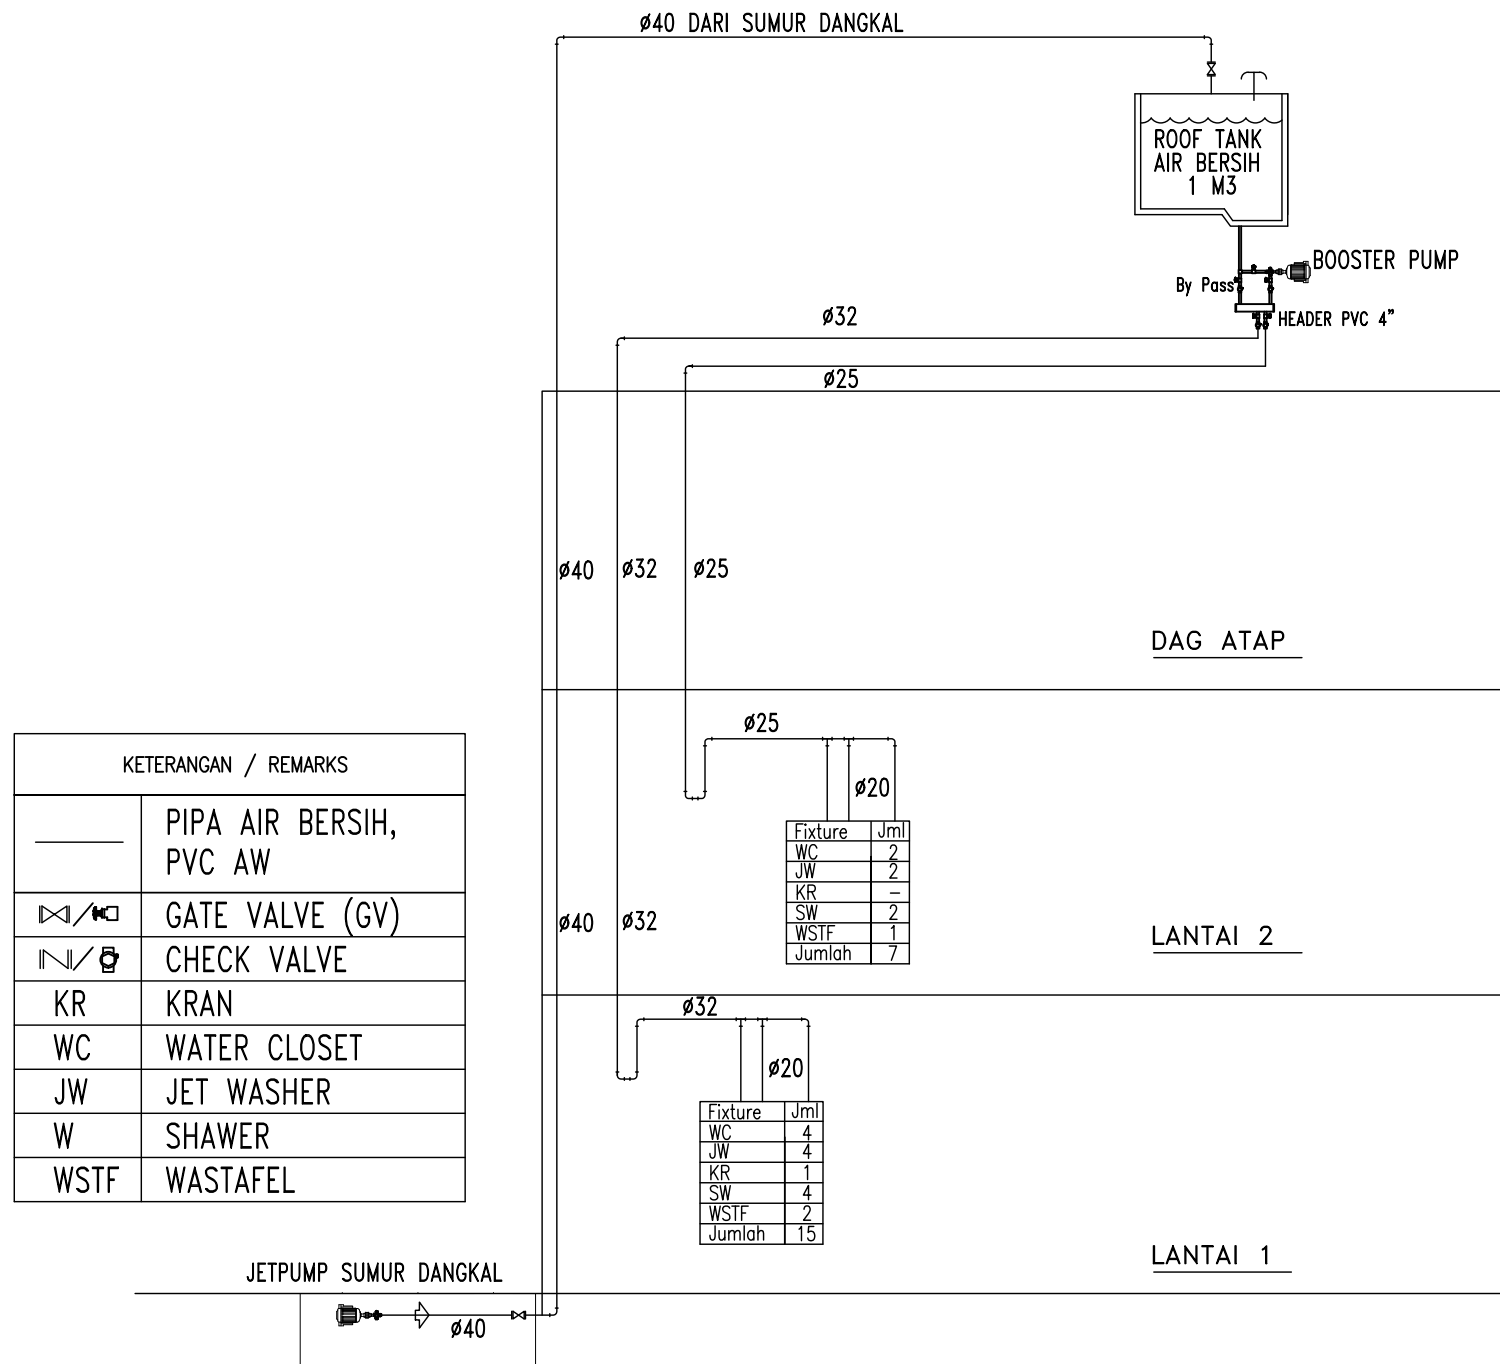 ø40 DARI SUMUR DANGKAL
ROOF TANK
AIR BERSIH
1 M3
BOOSTER PUMP
By Pass
HEADER PVC 4"
ø32
ø25
ø40
ø32
ø25
DAG ATAP
ø25
ø20
Fixture Jml
WC 2
JW 2
KR –
SW 2
WSTF 1
Jumlah 7
ø40
ø32
LANTAI 2
KETERANGAN / REMARKS
PIPA AIR BERSIH,
PVC AW
/ GATE VALVE (GV)
/ CHECK VALVE
KR KRAN
WC WATER CLOSET
JW JET WASHER
W SHAWER
WSTF WASTAFEL
ø32
ø20
Fixture Jml
WC 4
JW 4
KR 1
SW 4
WSTF 2
Jumlah 15
LANTAI 1
JETPUMP SUMUR DANGKAL
ø40